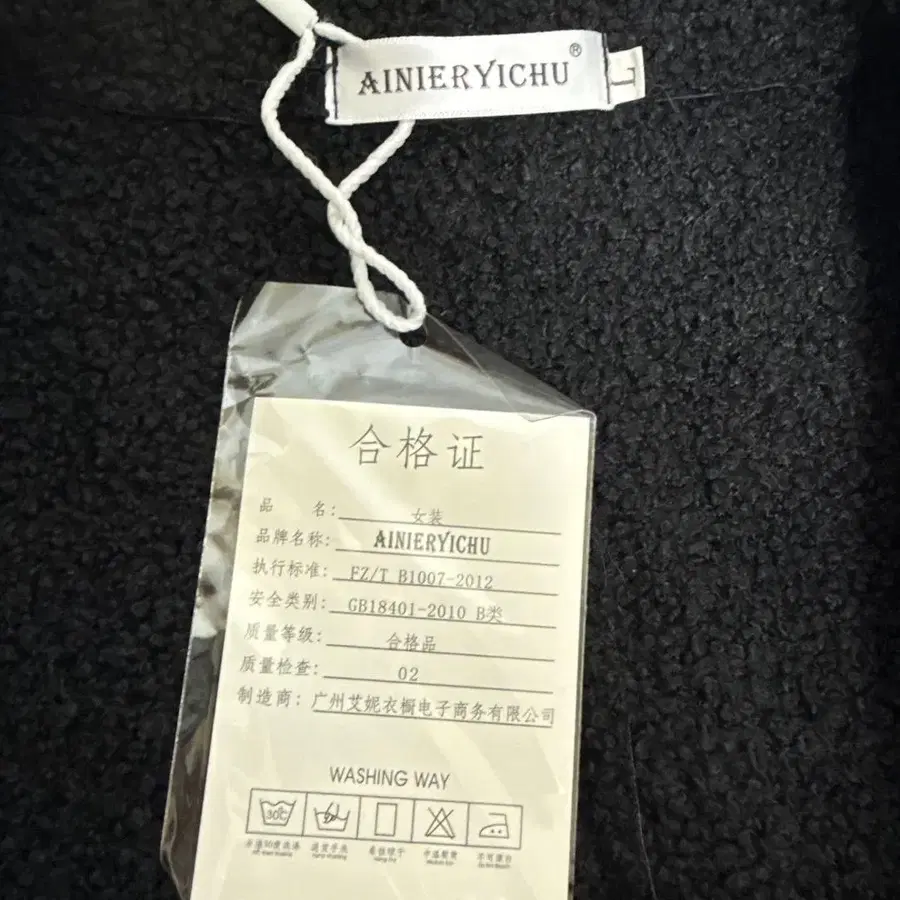 AINIERYICHU®
L
合格证
品 名: 女装
品牌名称: AINIERYICHU
执行标准: FZ/T B1007-2012
安全类别: GB18401-2010 B类
质量等级: 合格品
质量检查: 02
制造商: 广州艾妮衣橱电子商务有限公司
WASHING WAY
30℃